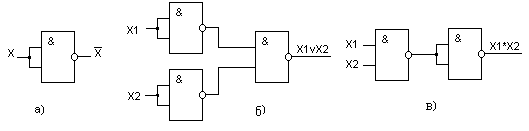 X & X̅
X1 &
& X1vX2
X2 &
X1 X2 & & X1*X2
а) б) в)